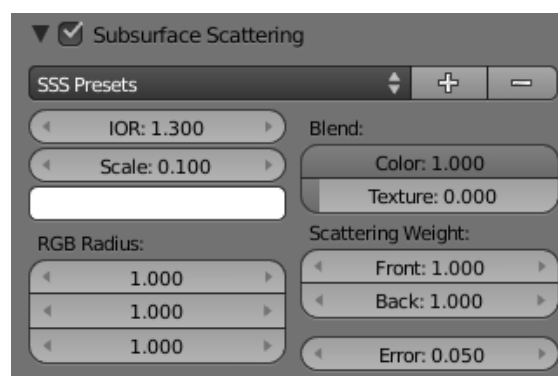 Subsurface Scattering
SSS Presets
IOR: 1.300
Scale: 0.100
RGB Radius:
1.000
1.000
1.000
Blend:
Color: 1.000
Texture: 0.000
Scattering Weight:
Front: 1.000
Back: 1.000
Error: 0.050